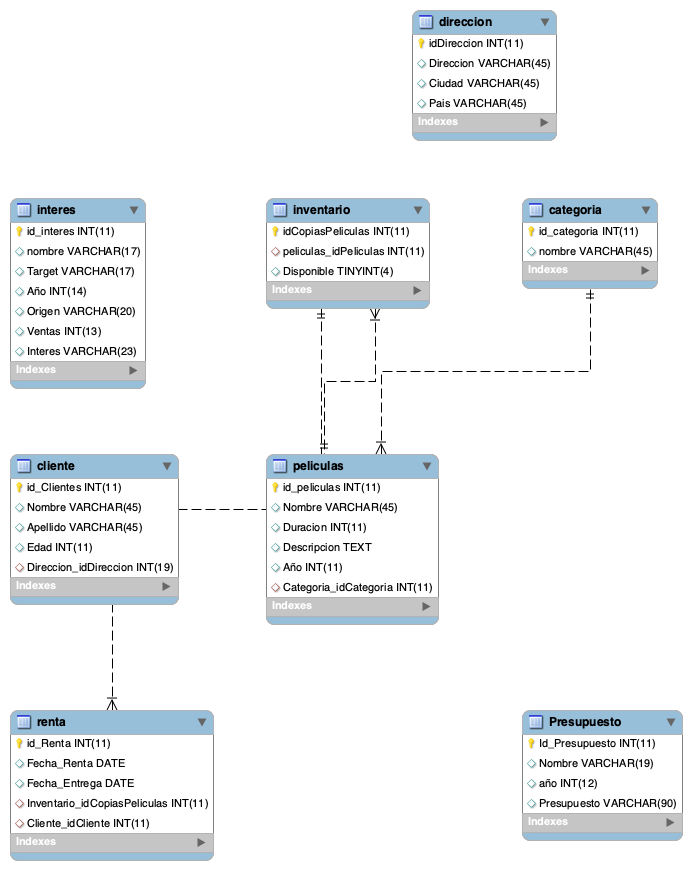 direccion
idDireccion INT(11)
Direccion VARCHAR(45)
Ciudad VARCHAR(45)
Pais VARCHAR(45)
Indexes
interes
id_interes INT(11)
nombre VARCHAR(17)
Target VARCHAR(17)
Año INT(14)
Origen VARCHAR(20)
Ventas INT(13)
Interes VARCHAR(23)
Indexes
inventario
idCopiasPeliculas INT(11)
peliculas_idPeliculas INT(11)
Disponible TINYINT(4)
Indexes
categoria
id_categoria INT(11)
nombre VARCHAR(45)
Indexes
cliente
id_Clientes INT(11)
Nombre VARCHAR(45)
Apellido VARCHAR(45)
Edad INT(11)
Direccion_idDireccion INT(19)
Indexes
peliculas
id_peliculas INT(11)
Nombre VARCHAR(45)
Duracion INT(11)
Descripcion TEXT
Año INT(11)
Categoria_idCategoria INT(11)
Indexes
renta
id_Renta INT(11)
Fecha_Renta DATE
Fecha_Entrega DATE
Inventario_idCopiasPeliculas INT(11)
Cliente_idCliente INT(11)
Indexes
Presupuesto
Id_Presupuesto INT(11)
Nombre VARCHAR(19)
año INT(12)
Presupuesto VARCHAR(90)
Indexes